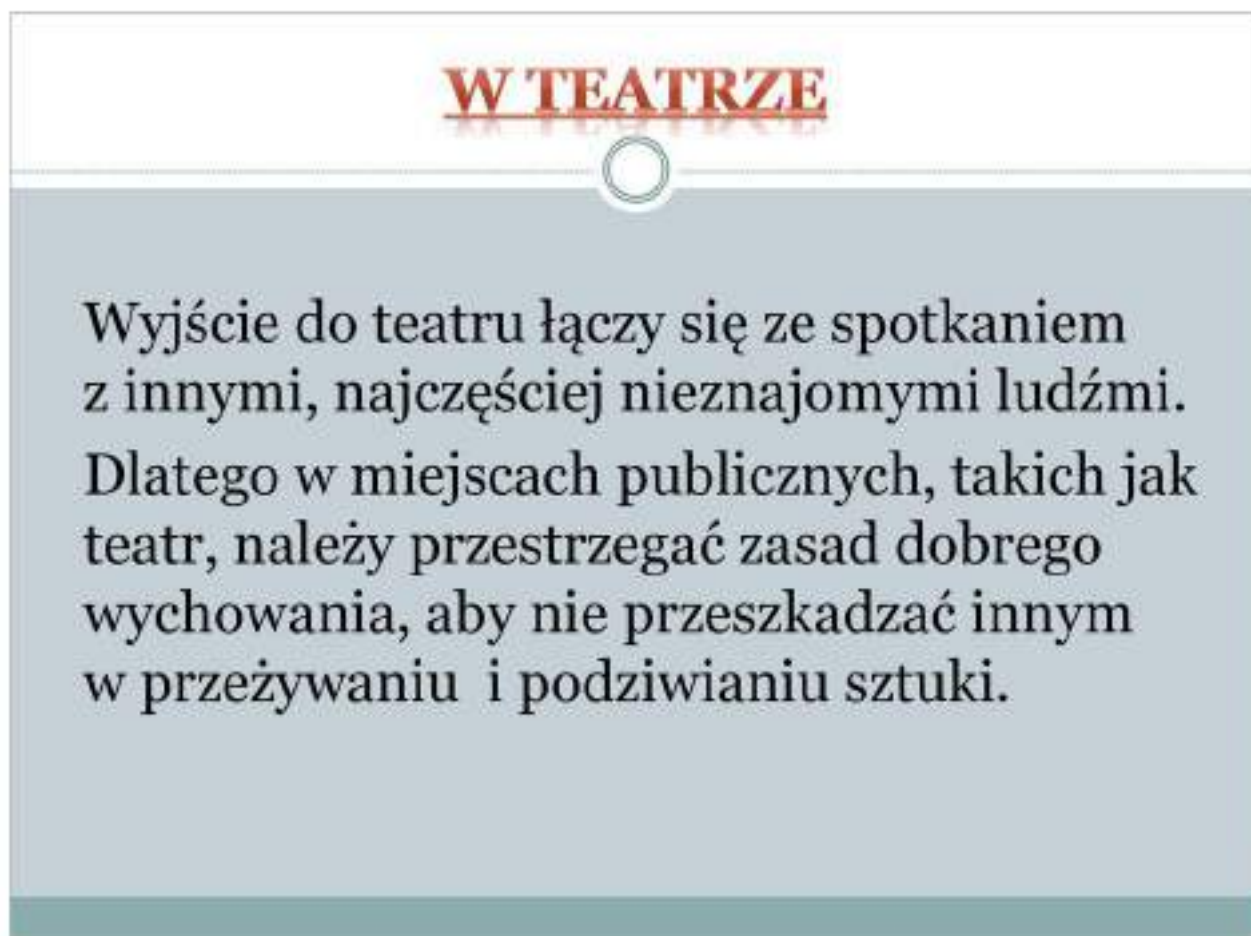 W TEATRZE
Wyjście do teatru łączy się ze spotkaniem
z innymi, najczęściej nieznajomymi ludźmi.
Dlatego w miejscach publicznych, takich jak
teatr, należy przestrzegać zasad dobrego
wychowania, aby nie przeszkadzać innym
w przeżywaniu  i podziwianiu sztuki.